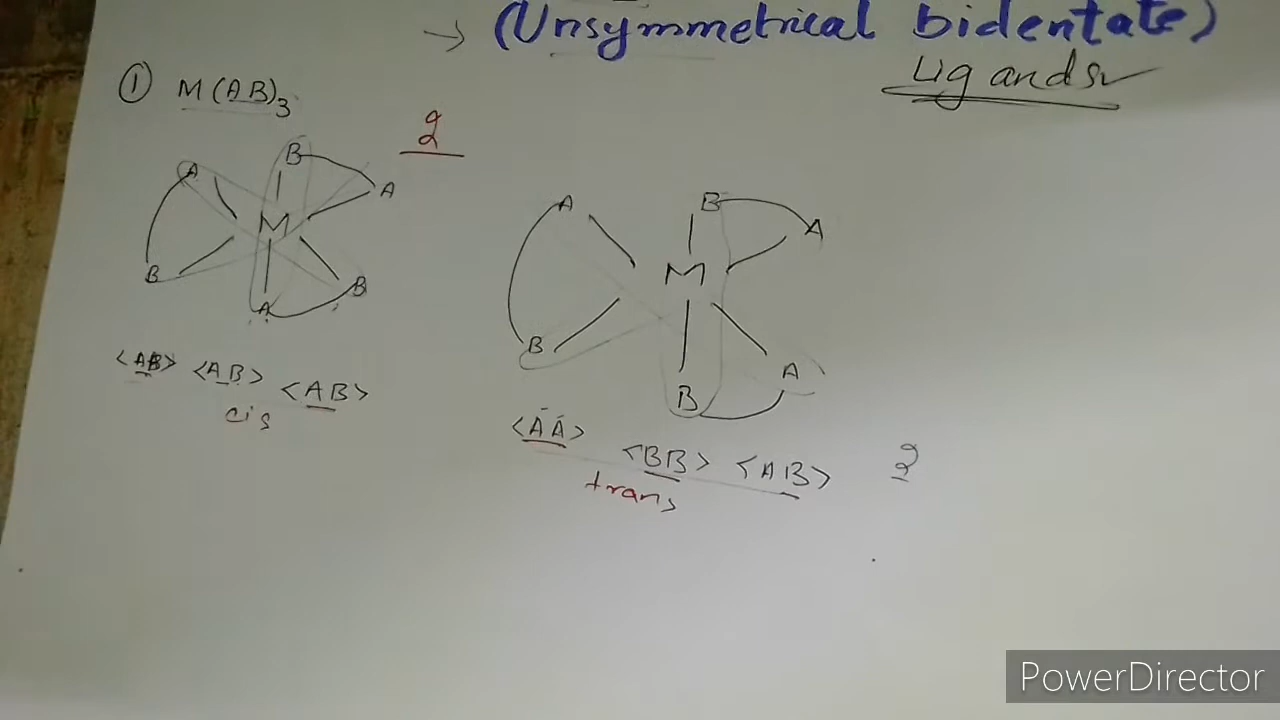 → (Unsymmetrical bidentate)
Ligands
① M(AB)3
2
B
A
A
M
B
B
A
<AB> <AB> <AB>
cis
A
B
A
M
B
A
B
<AA> <BB> <AB>
trans
2
PowerDirector